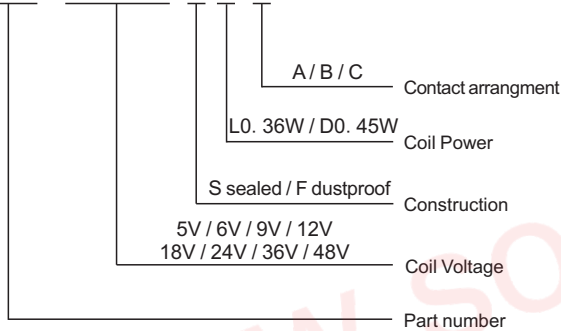 A / B / C
Contact arrangment
L0. 36W / D0. 45W
Coil Power
S sealed / F dustproof
Construction
5V / 6V / 9V / 12V
18V / 24V / 36V / 48V
Coil Voltage
Part number